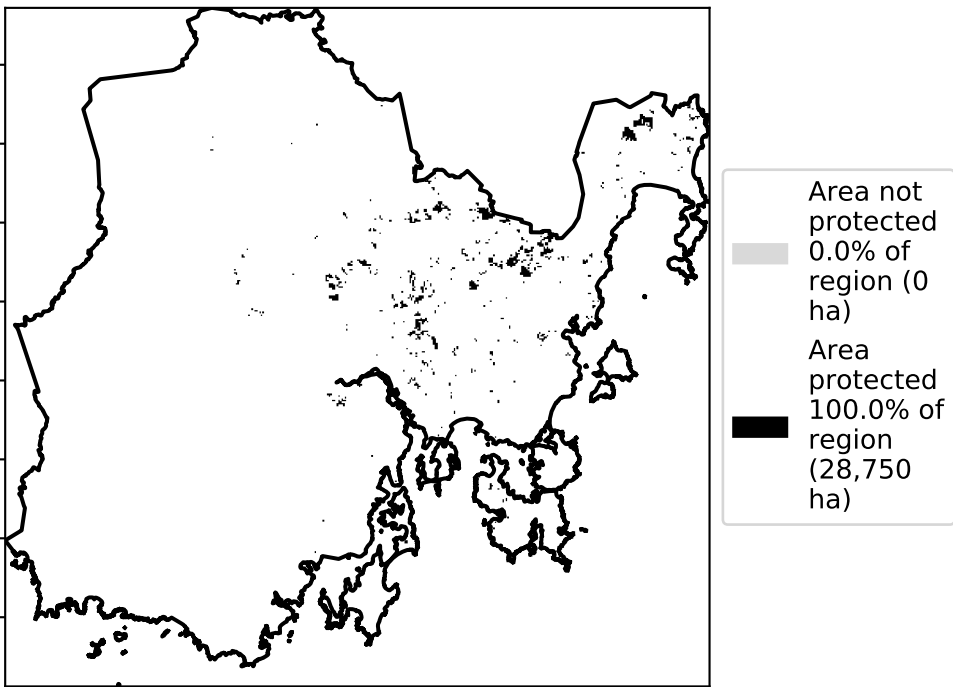 Area not
protected
0.0% of
region (0
ha)
Area
protected
100.0% of
region
(28,750
ha)